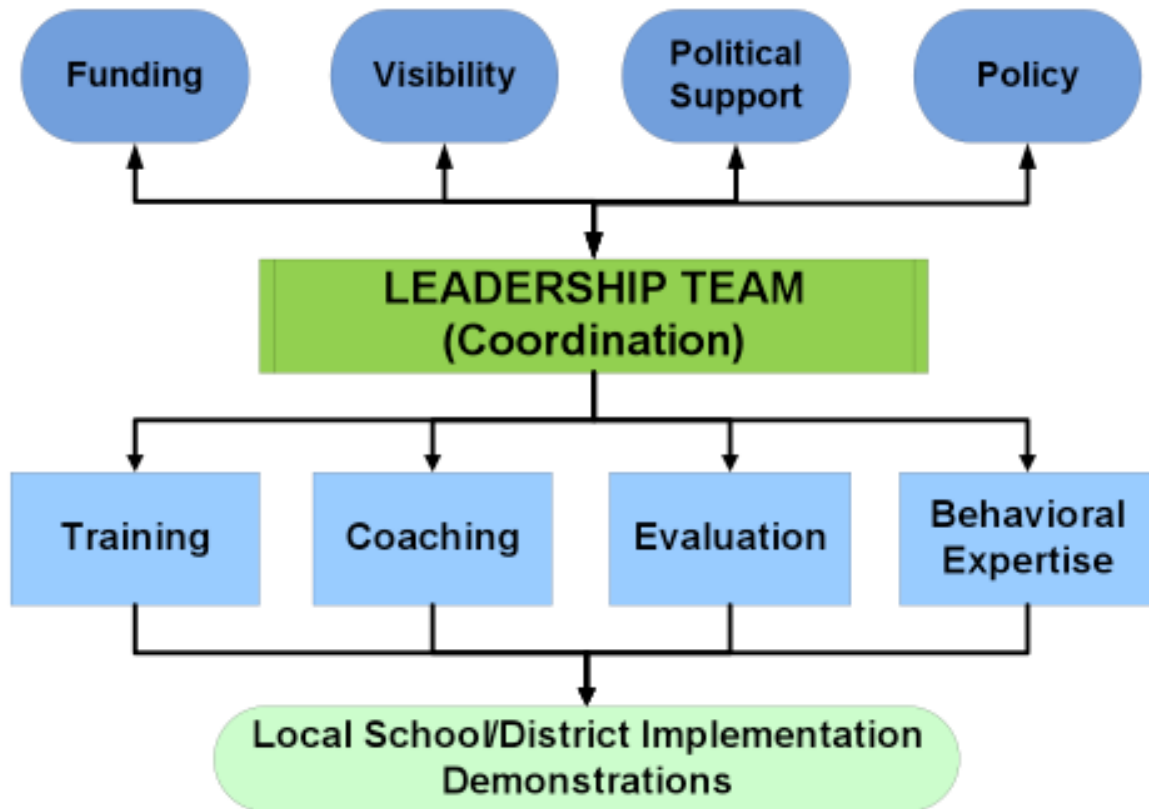 Funding
Visibility
Political
Support
Policy
LEADERSHIP TEAM
(Coordination)
Training
Coaching
Evaluation
Behavioral
Expertise
Local School/District Implementation
Demonstrations